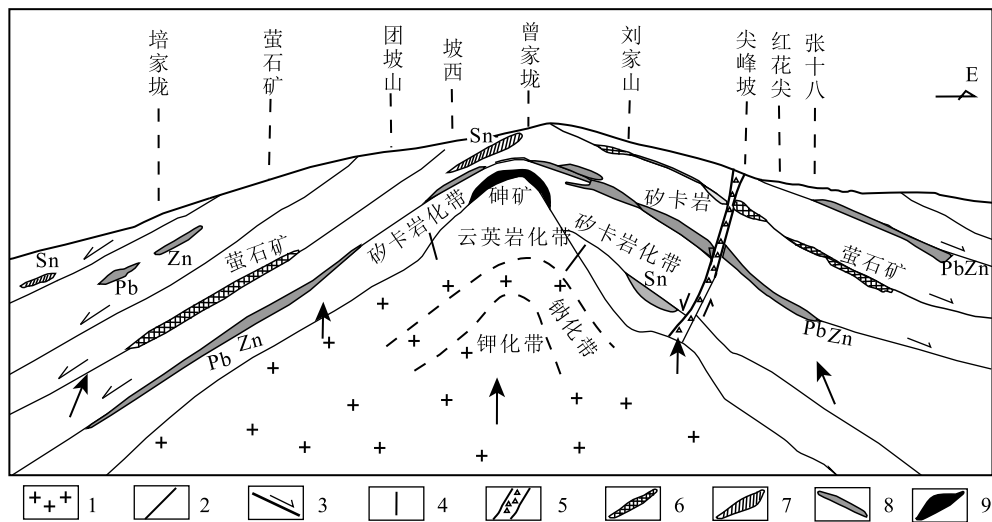 培家垅
萤石矿
团坡山
坡西
曾家垅
刘家山
尖峰坡
红花尖
张十八
E
Sn
砷矿
矽卡岩
矽卡岩化带
云英岩化带
矽卡岩化带
萤石矿
Sn
Zn
Pb
萤石矿
PbZn
Sn
钠化带
钾化带
Pb Zn
PbZn
1
2
3
4
5
6
7
8
9